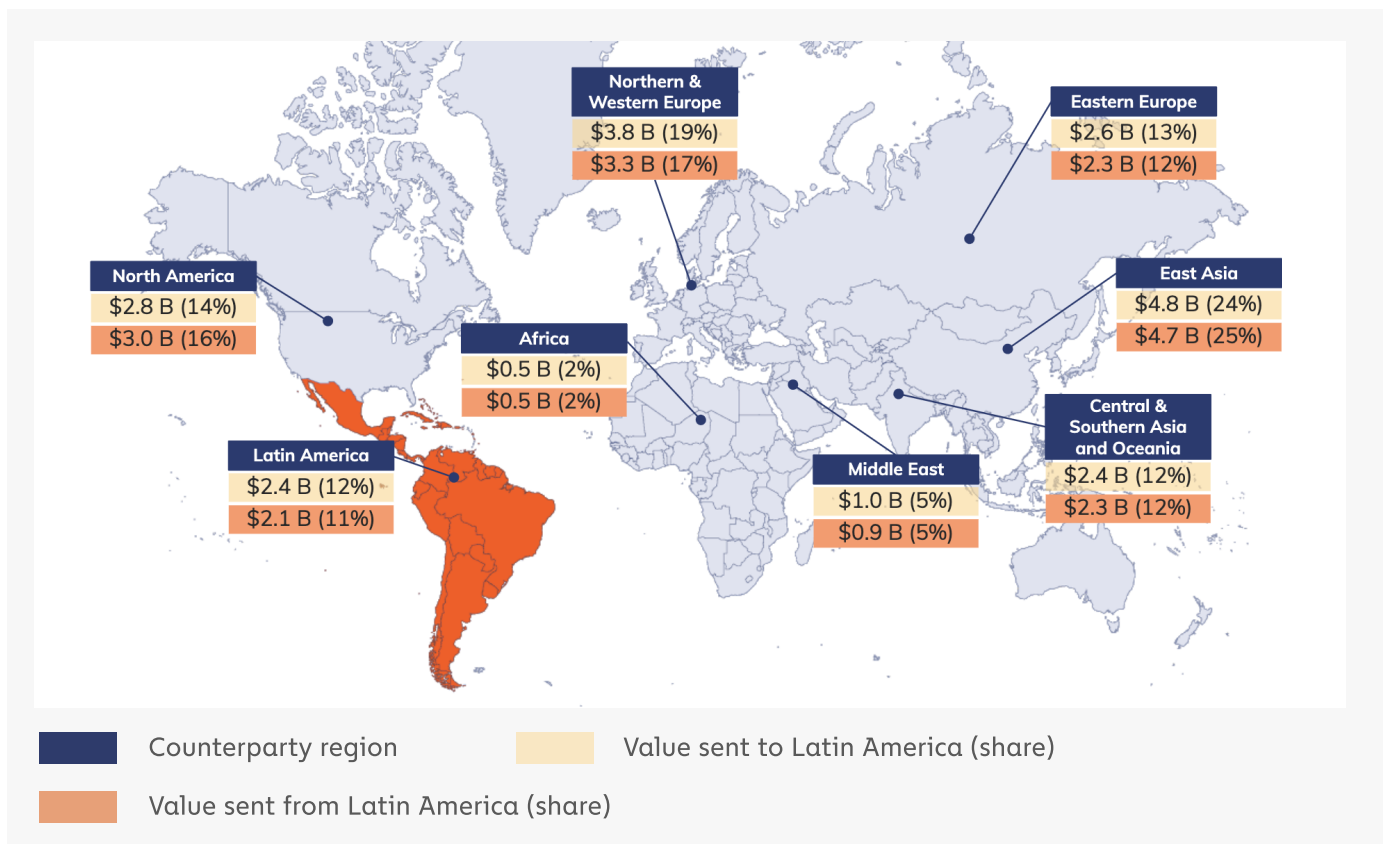 Northern &
Western Europe
$3.8 B (19%)
$3.3 B (17%)
Eastern Europe
$2.6 B (13%)
$2.3 B (12%)
North America
$2.8 B (14%)
$3.0 B (16%)
East Asia
$4.8 B (24%)
$4.7 B (25%)
Africa
$0.5 B (2%)
$0.5 B (2%)
Central &
Southern Asia
and Oceania
$2.4 B (12%)
$2.3 B (12%)
Latin America
$2.4 B (12%)
$2.1 B (11%)
Middle East
$1.0 B (5%)
$0.9 B (5%)
Counterparty region
Value sent to Latin America (share)
Value sent from Latin America (share)